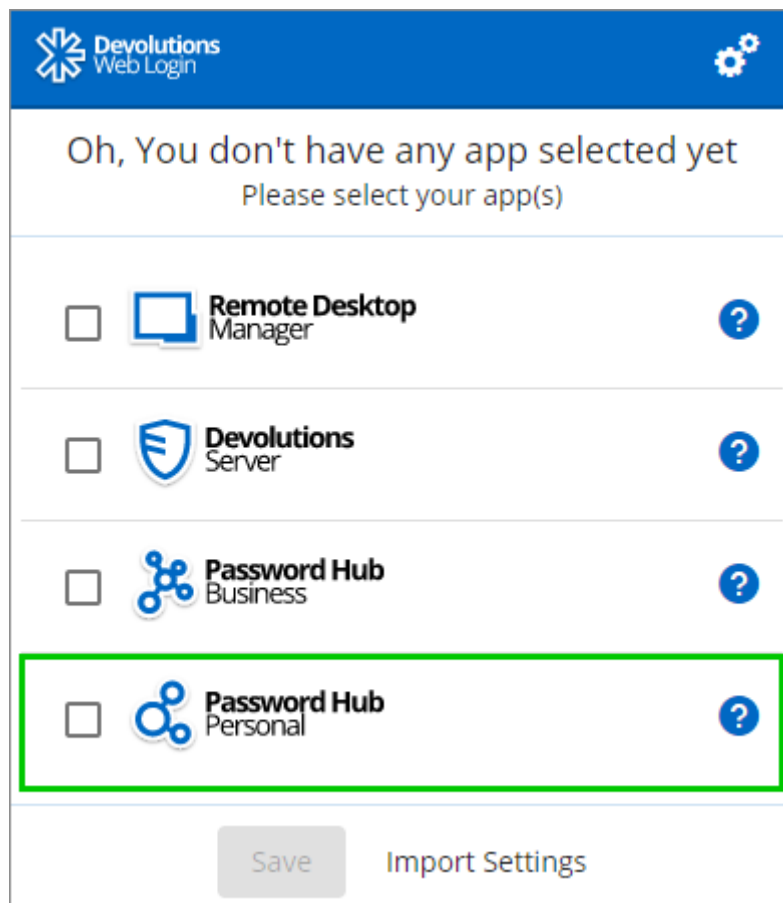 Devolutions
Web Login
Oh, You don't have any app selected yet
Please select your app(s)
Remote Desktop
Manager
?
Devolutions
Server
?
Password Hub
Business
?
Password Hub
Personal
?
Save
Import Settings